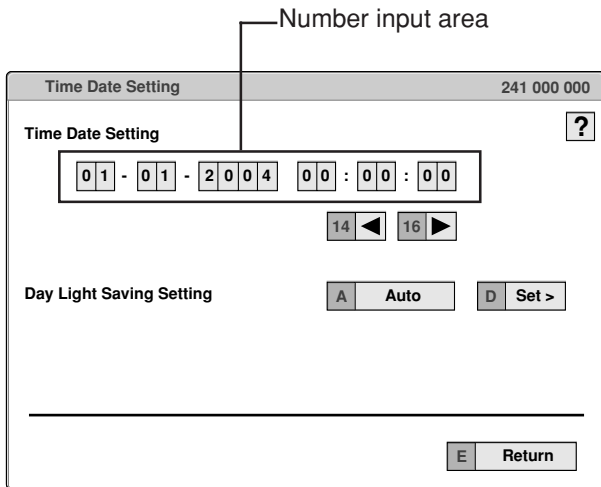 Number input area
Time Date Setting 241 000 000
?
Time Date Setting
01 - 01 - 2004 00 : 00 : 00
14 ◀ 16 ▶
Day Light Saving Setting A Auto D Set >
E Return